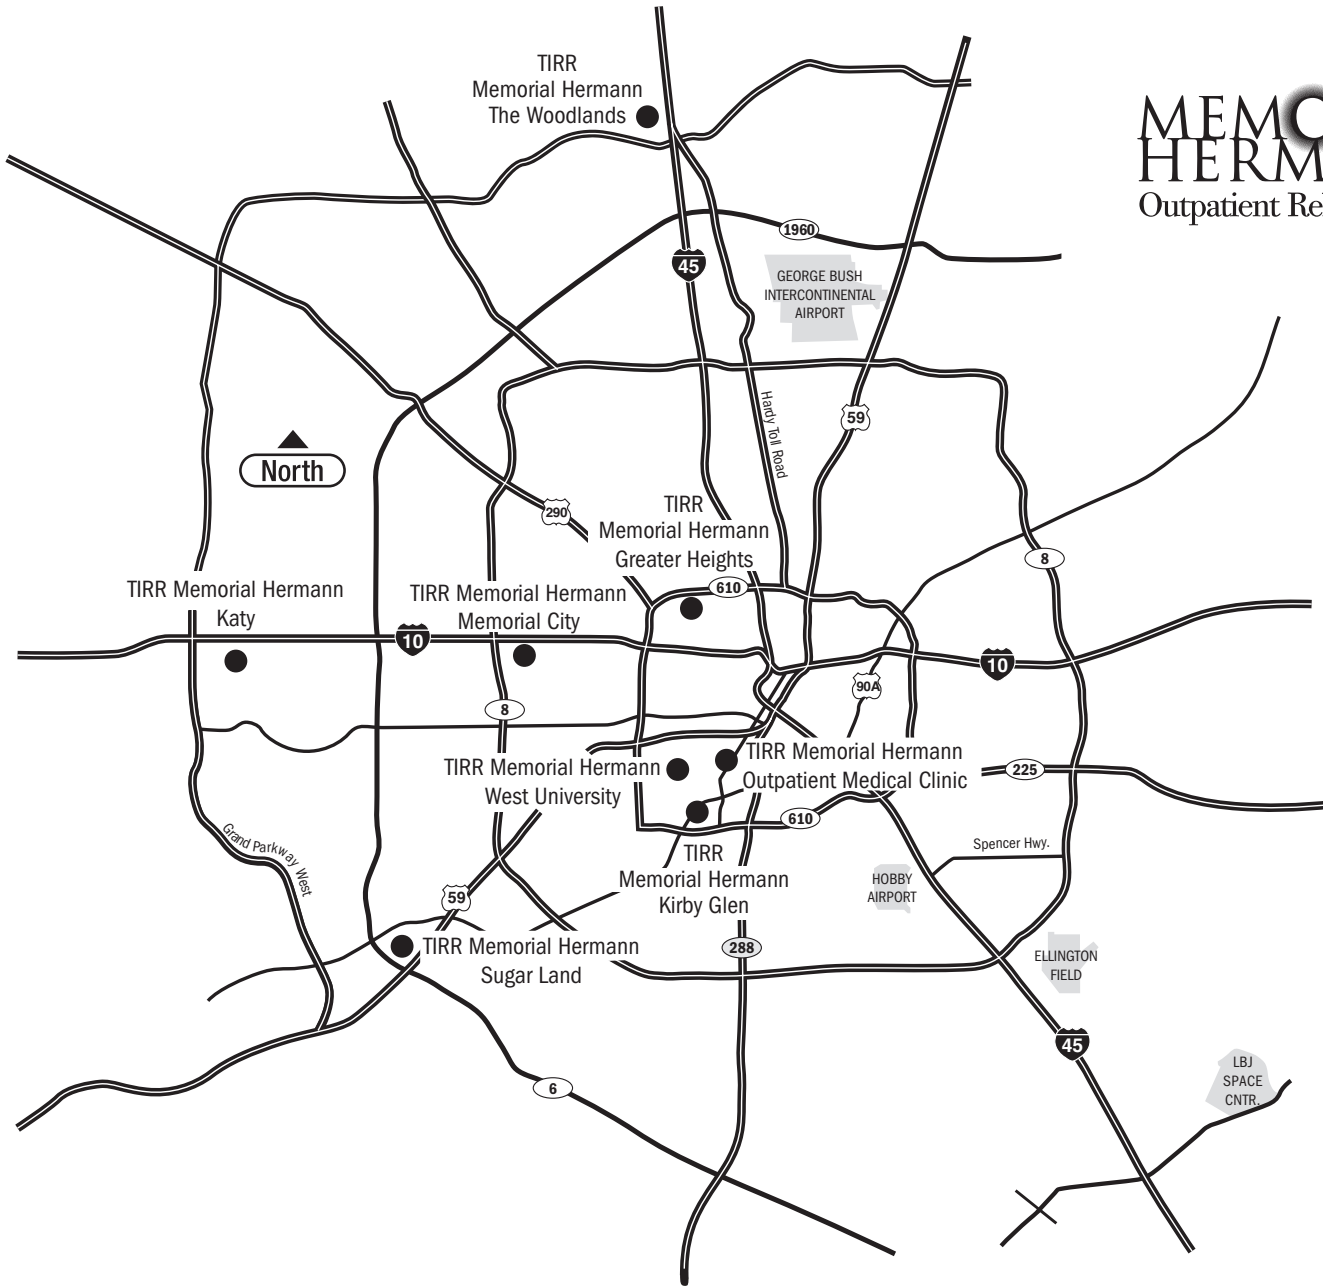 TIRR
Memorial Hermann
The Woodlands
MEMO
HERM
Outpatient Re
1960
45
GEORGE BUSH
INTERCONTINENTAL
AIRPORT
59
Hardy Toll Road
North
290
TIRR
Memorial Hermann
Greater Heights
8
610
TIRR Memorial Hermann
Katy
TIRR Memorial Hermann
Memorial City
10
10
90A
8
TIRR Memorial Hermann
Outpatient Medical Clinic
TIRR Memorial Hermann
West University
225
610
Grand Parkway West
Spencer Hwy.
TIRR
Memorial Hermann
Kirby Glen
HOBBY
AIRPORT
59
288
TIRR Memorial Hermann
Sugar Land
ELLINGTON
FIELD
45
6
LBJ
SPACE
CNTR.